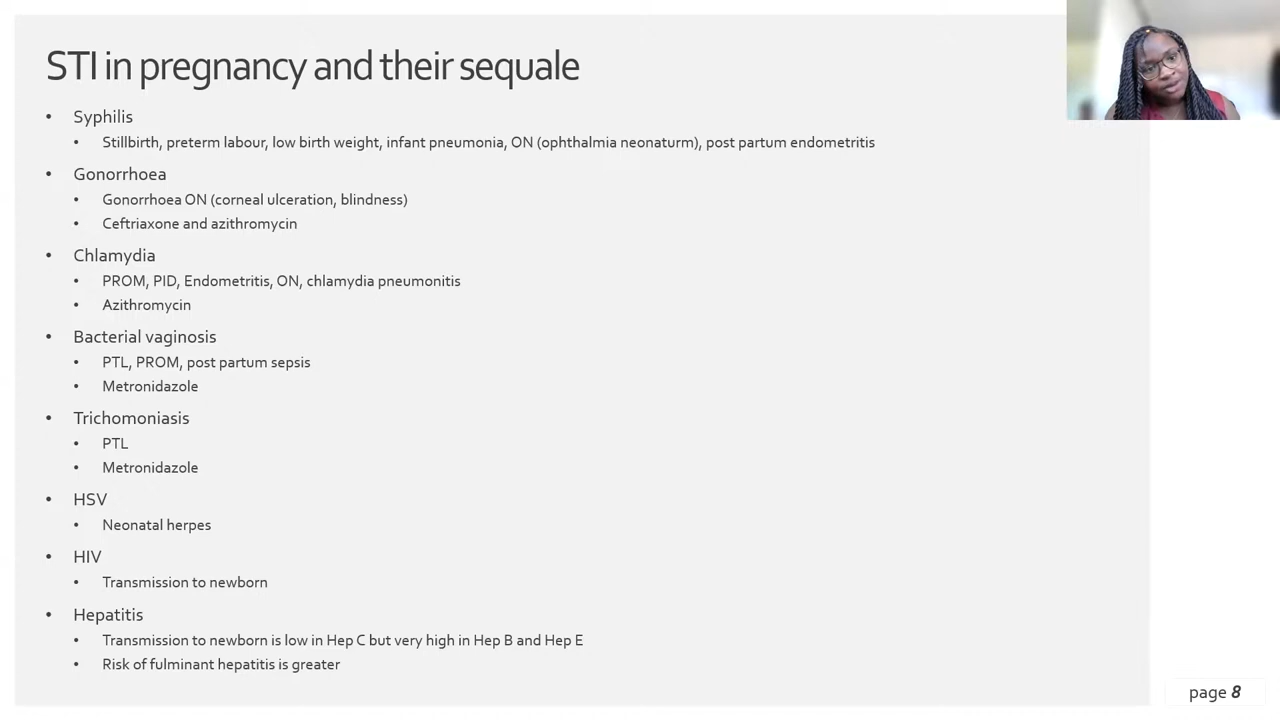 STI in pregnancy and their sequale
• Syphilis
• Stillbirth, preterm labour, low birth weight, infant pneumonia, ON (ophthalmia neonaturm), post partum endometritis
• Gonorrhoea
• Gonorrhoea ON (corneal ulceration, blindness)
• Ceftriaxone and azithromycin
• Chlamydia
• PROM, PID, Endometritis, ON, chlamydia pneumonitis
• Azithromycin
• Bacterial vaginosis
• PTL, PROM, post partum sepsis
• Metronidazole
• Trichomoniasis
• PTL
• Metronidazole
• HSV
• Neonatal herpes
• HIV
• Transmission to newborn
• Hepatitis
• Transmission to newborn is low in Hep C but very high in Hep B and Hep E
• Risk of fulminant hepatitis is greater
page 8